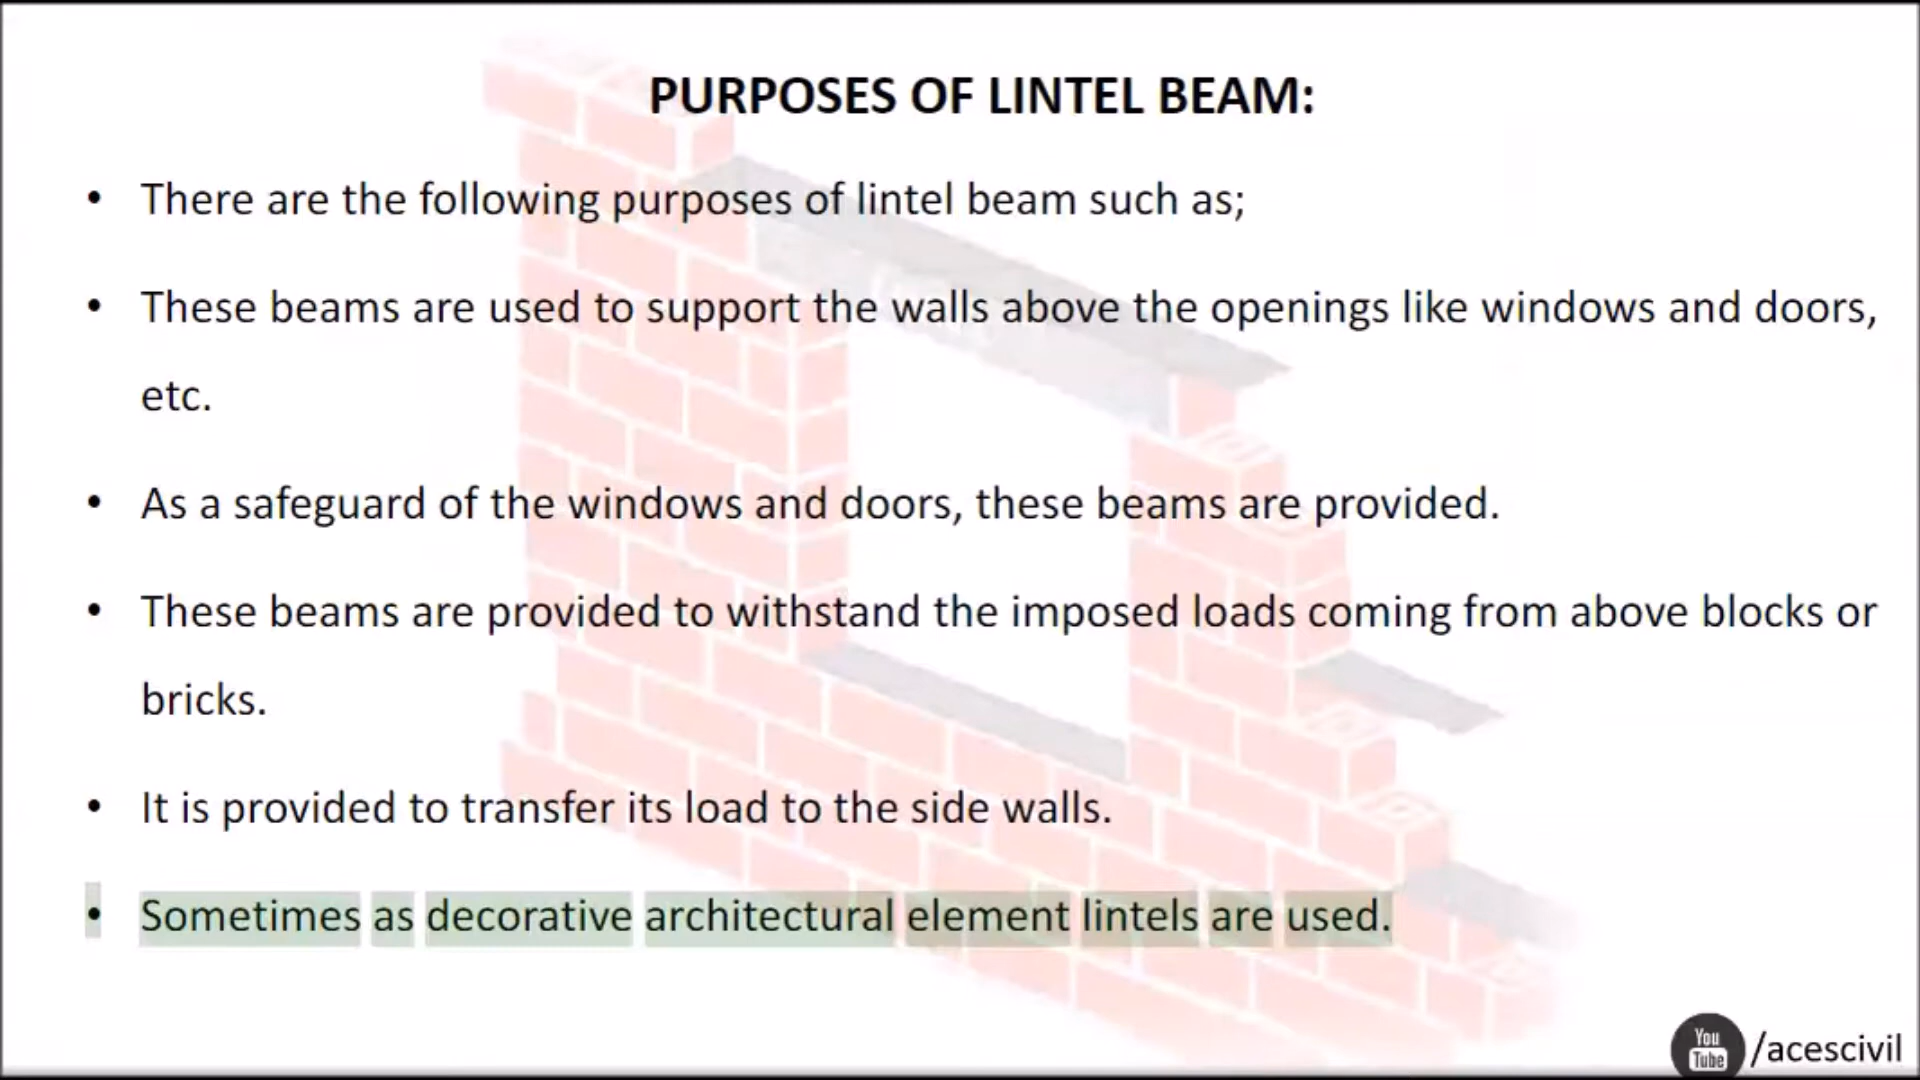 PURPOSES OF LINTEL BEAM:
• There are the following purposes of lintel beam such as;
• These beams are used to support the walls above the openings like windows and doors,
etc.
• As a safeguard of the windows and doors, these beams are provided.
• These beams are provided to withstand the imposed loads coming from above blocks or
bricks.
• It is provided to transfer its load to the side walls.
• Sometimes as decorative architectural element lintels are used.
You
Tube /acescivil